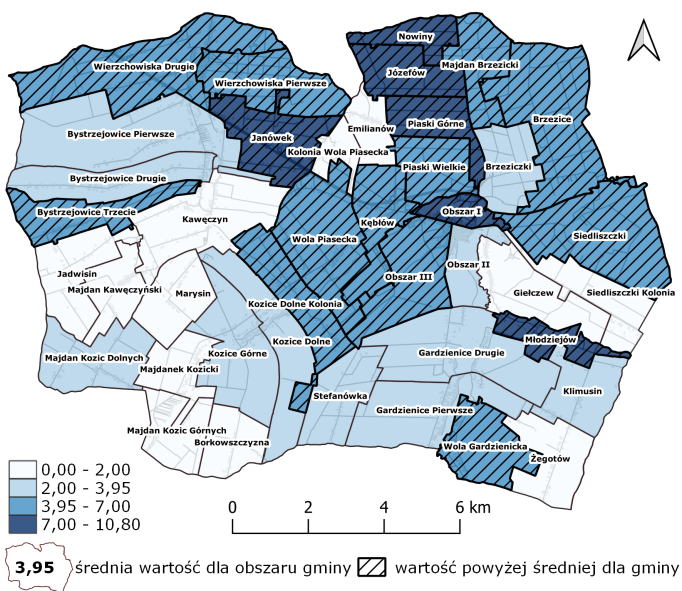 Nowiny
Wierzchowiska Drugie
Majdan Brzezicki
Józefów
Wierzchowiska Pierwsze
Brzezice
Piaski Górne
Emilianów
Bystrzejowice Pierwsze
Janówek
Kolonia Wola Piasecka
Piaski Wielkie
Brzeziczki
Bystrzejowice Drugie
Bystrzejowice Trzecie
Obszar I
Kawęczyn
Kębłów
Wola Piasecka
Siedliszczki
Obszar II
Jadwisin
Obszar III
Majdan Kawęczyński
Marysin
Giełczew
Siedliszczki Kolonia
Kozice Dolne Kolonia
Kozice Dolne
Młodziejów
Kozice Górne
Gardzienice Drugie
Majdan Kozic Dolnych
Majdanek Kozicki
Klimusin
Stefanówka
Gardzienice Pierwsze
Majdan Kozic Górnych
Borkowszczyzna
Wola Gardzienicka
Żegotów
0,00 - 2,00
2,00 - 3,95
3,95 - 7,00
7,00 - 10,80
0 2 4 6 km
3,95 średnia wartość dla obszaru gminy wartość powyżej średniej dla gminy